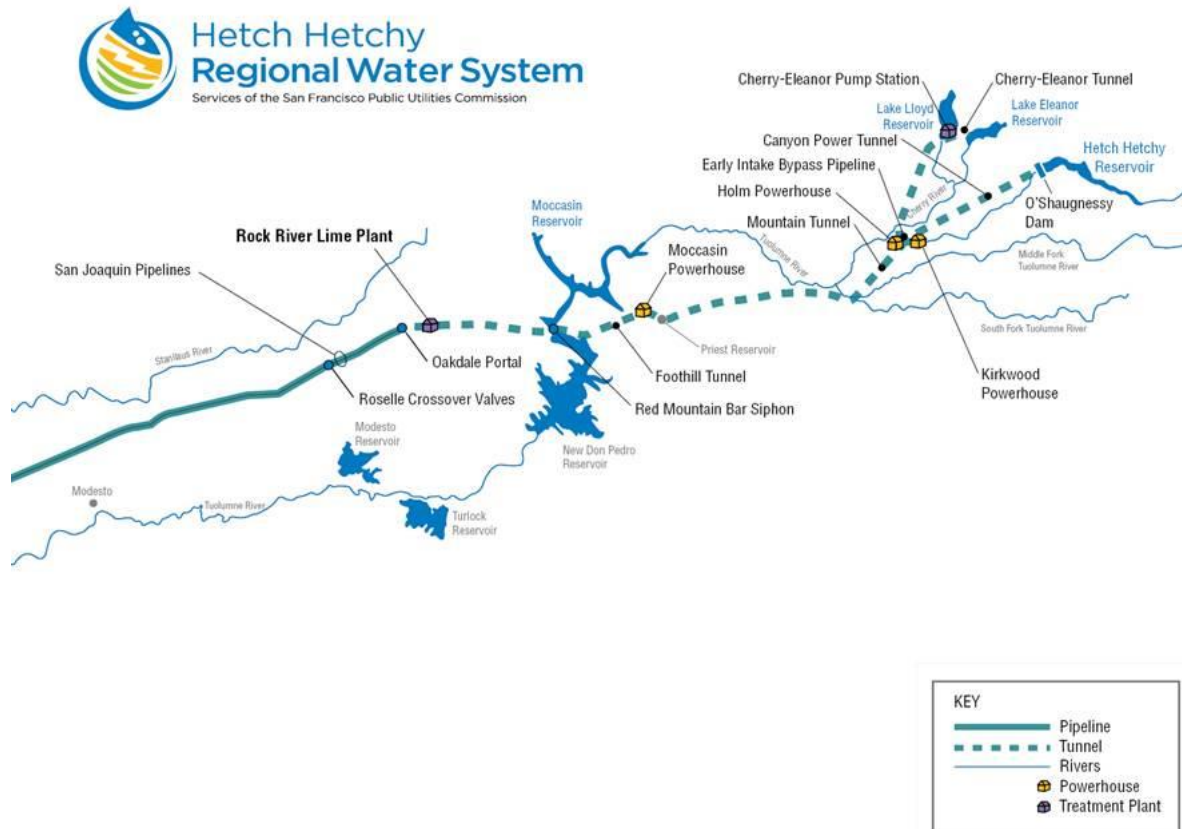 Hetch Hetchy
Regional Water System
Services of the San Francisco Public Utilities Commission
Cherry-Eleanor Pump Station
Cherry-Eleanor Tunnel
Lake Lloyd
Reservoir
Lake Eleanor
Reservoir
Canyon Power Tunnel
Hetch Hetchy
Reservoir
Early Intake Bypass Pipeline
Holm Powerhouse
Cherry River
O'Shaugnessy
Dam
Mountain Tunnel
Moccasin
Reservoir
Rock River Lime Plant
Tuolumne River
Moccasin
Powerhouse
Middle Fork
Tuolumne River
San Joaquin Pipelines
South Fork Tuolumne River
Stanilaus River
Priest Reservoir
Oakdale Portal
Foothill Tunnel
Kirkwood
Powerhouse
Roselle Crossover Valves
Red Mountain Bar Siphon
Modesto
Reservoir
New Don Pedro
Reservoir
Modesto
Tuolumne River
Turlock
Reservoir
KEY
Pipeline
Tunnel
Rivers
Powerhouse
Treatment Plant